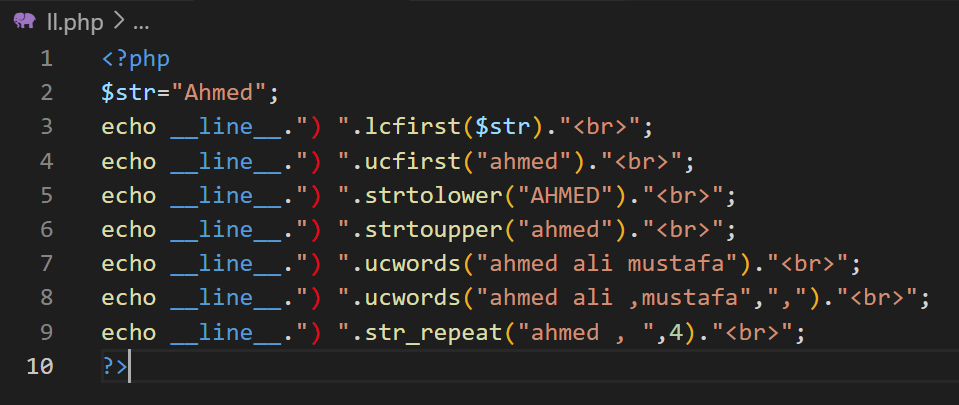 ll.php > ...
1 <?php
2 $str="Ahmed";
3 echo __line__.") ".lcfirst($str)."<br>";
4 echo __line__.") ".ucfirst("ahmed")."<br>";
5 echo __line__.") ".strtolower("AHMED")."<br>";
6 echo __line__.") ".strtoupper("ahmed")."<br>";
7 echo __line__.") ".ucwords("ahmed ali mustafa")."<br>";
8 echo __line__.") ".ucwords("ahmed ali ,mustafa",",")."<br>";
9 echo __line__.") ".str_repeat("ahmed , ",4)."<br>";
10 ?>